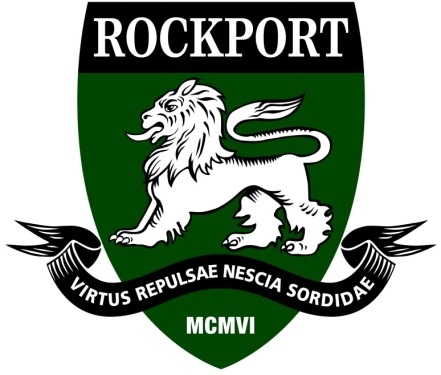 ROCKPORT
VIRTUS REPULSAE NESCIA SORDIDAE
MCMVI